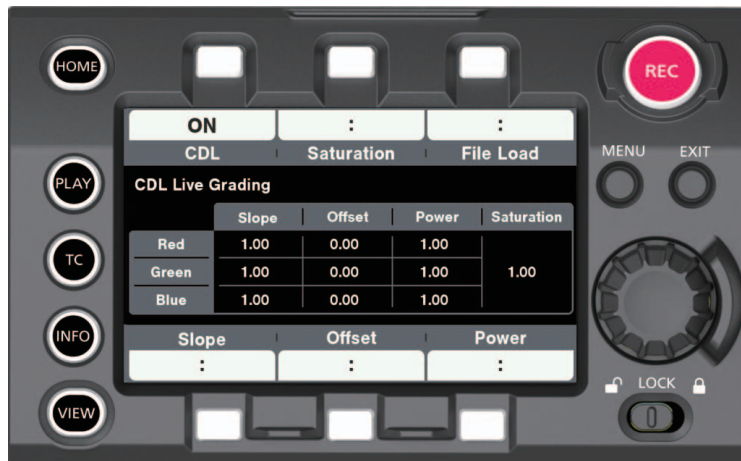 HOME
REC
ON : :
CDL Saturation File Load
MENU EXIT
PLAY
CDL Live Grading
Slope Offset Power Saturation
Red 1.00 0.00 1.00
TC
Green 1.00 0.00 1.00 1.00
Blue 1.00 0.00 1.00
INFO
Slope Offset Power
: : :
LOCK
VIEW